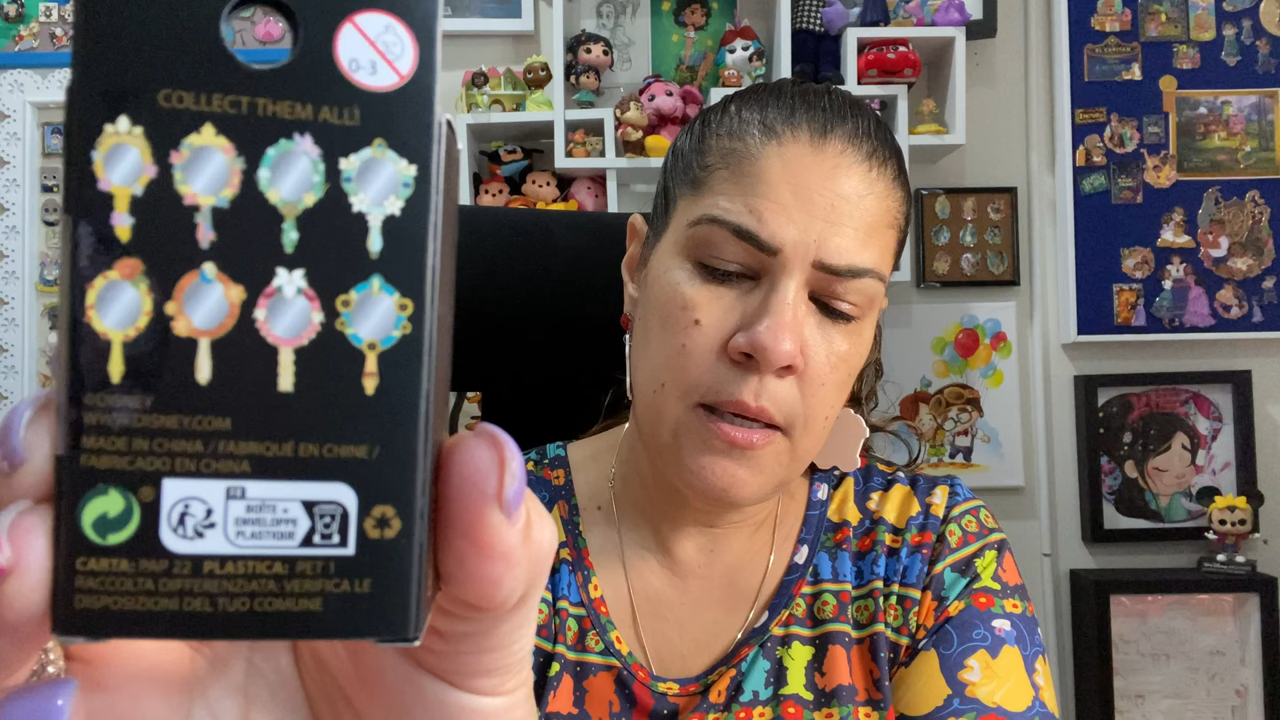 0-3
COLLECT THEM ALL!
©DISNEY
WWW.DISNEY.COM
MADE IN CHINA / FABRIQUÉ EN CHINE /
FABRICADO EN CHINA
FR
BOÎTE +
ENVELOPPE
PLASTIQUE
CARTA: PAP 22 PLASTICA: PET 1
RACCOLTA DIFFERENZIATA. VERIFICA LE
DISPOSIZIONI DEL TUO COMUNE